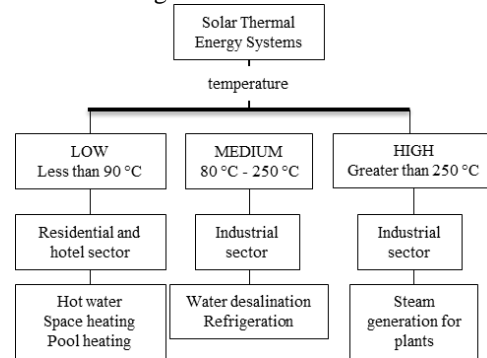 Solar Thermal
Energy Systems
temperature
LOW
Less than 90 °C
MEDIUM
80 °C - 250 °C
HIGH
Greater than 250 °C
Residential and
hotel sector
Industrial
sector
Industrial
sector
Hot water
Space heating
Pool heating
Water desalination
Refrigeration
Steam
generation for
plants